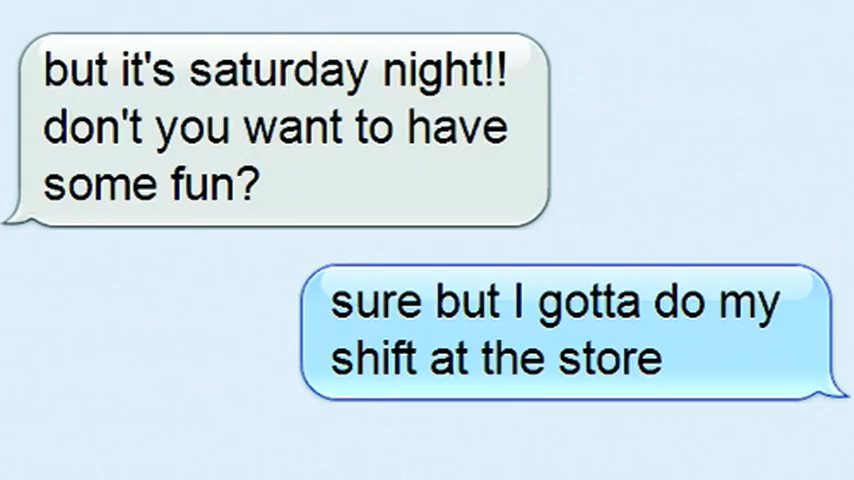 but it's saturday night!!
don't you want to have
some fun?
sure but I gotta do my
shift at the store